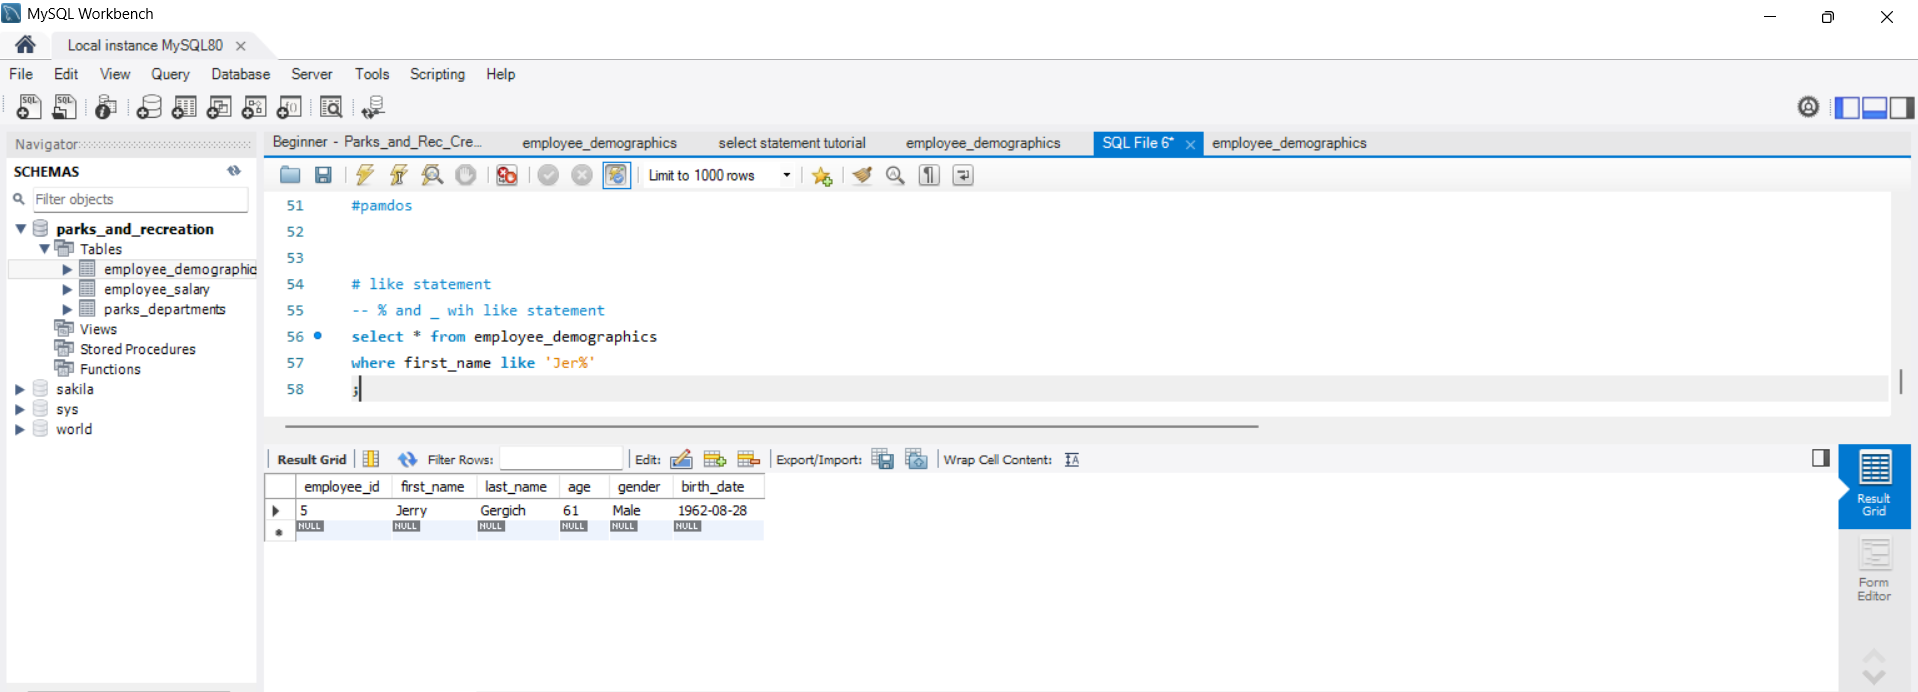 MySQL Workbench
Local instance MySQL80
File Edit View Query Database Server Tools Scripting Help
Navigator
SCHEMAS
Filter objects
parks_and_recreation
Tables
employee_demographic
employee_salary
parks_departments
Views
Stored Procedures
Functions
sakila
sys
world
Beginner - Parks_and_Rec_Cre... employee_demographics select statement tutorial employee_demographics SQL File 6* employee_demographics
Limit to 1000 rows
51 #pamdos
52
53
54 # like statement
55 -- % and _ wih like statement
56 select * from employee_demographics
57 where first_name like 'Jer%'
58 ;
Result Grid Filter Rows: Edit: Export/Import: Wrap Cell Content:
employee_id first_name last_name age gender birth_date
5 Jerry Gergich 61 Male 1962-08-28
NULL NULL NULL NULL NULL NULL
Result
Grid
Form
Editor